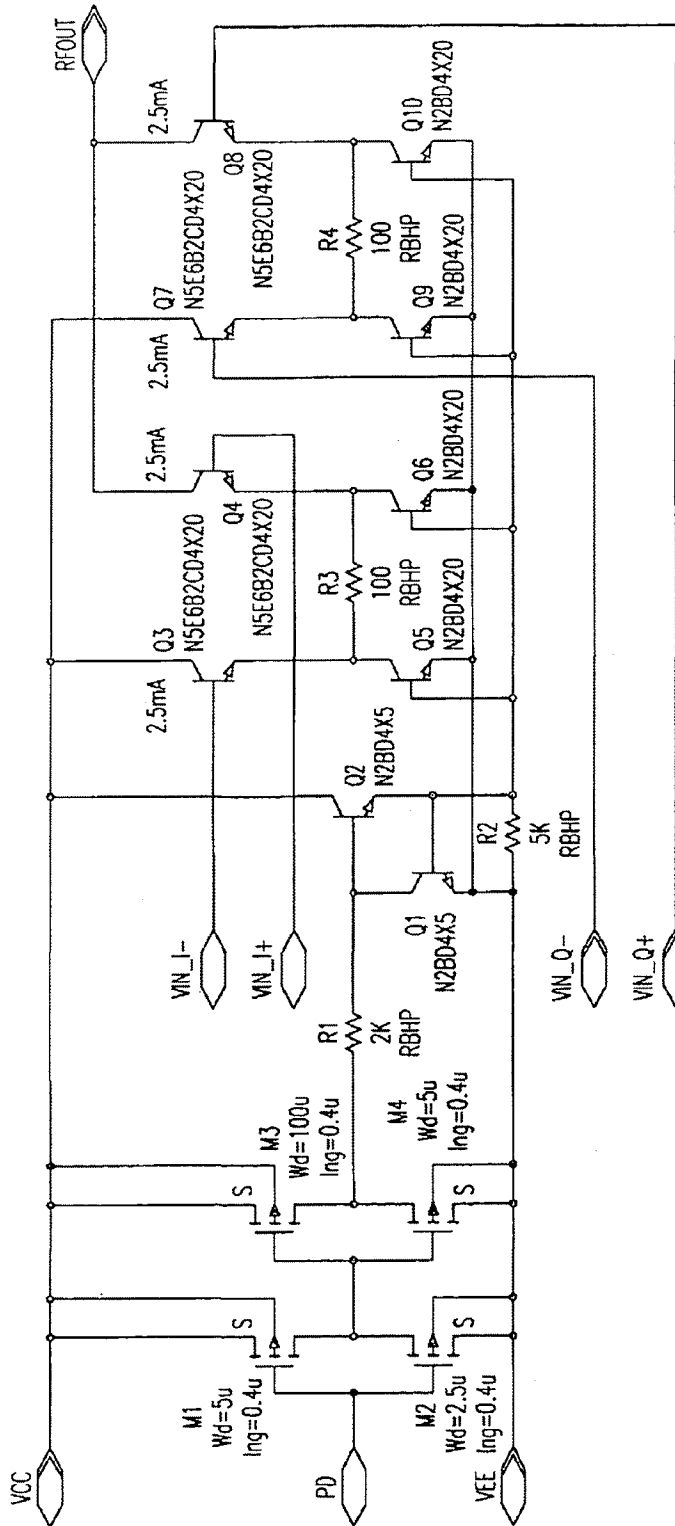 VCC
PD
VEE
M1
Wd=5u
lng=0.4u
S
M2
Wd=2.5u
lng=0.4u
S
M3
Wd=100u
lng=0.4u
S
M4
Wd=5u
lng=0.4u
S
VIN_I-
VIN_I+
R1
2K
RBHP
Q1
N2BD4X5
Q2
N2BD4X5
R2
5K
RBHP
2.5mA
Q3
N5E6B2CD4X20
2.5mA
Q4
N5E6B2CD4X20
R3
100
RBHP
Q5
N2BD4X20
Q6
N2BD4X20
2.5mA
Q7
N5E6B2CD4X20
2.5mA
Q8
N5E6B2CD4X20
R4
100
RBHP
Q9
N2BD4X20
Q10
N2BD4X20
RFOUT
VIN_Q-
VIN_Q+